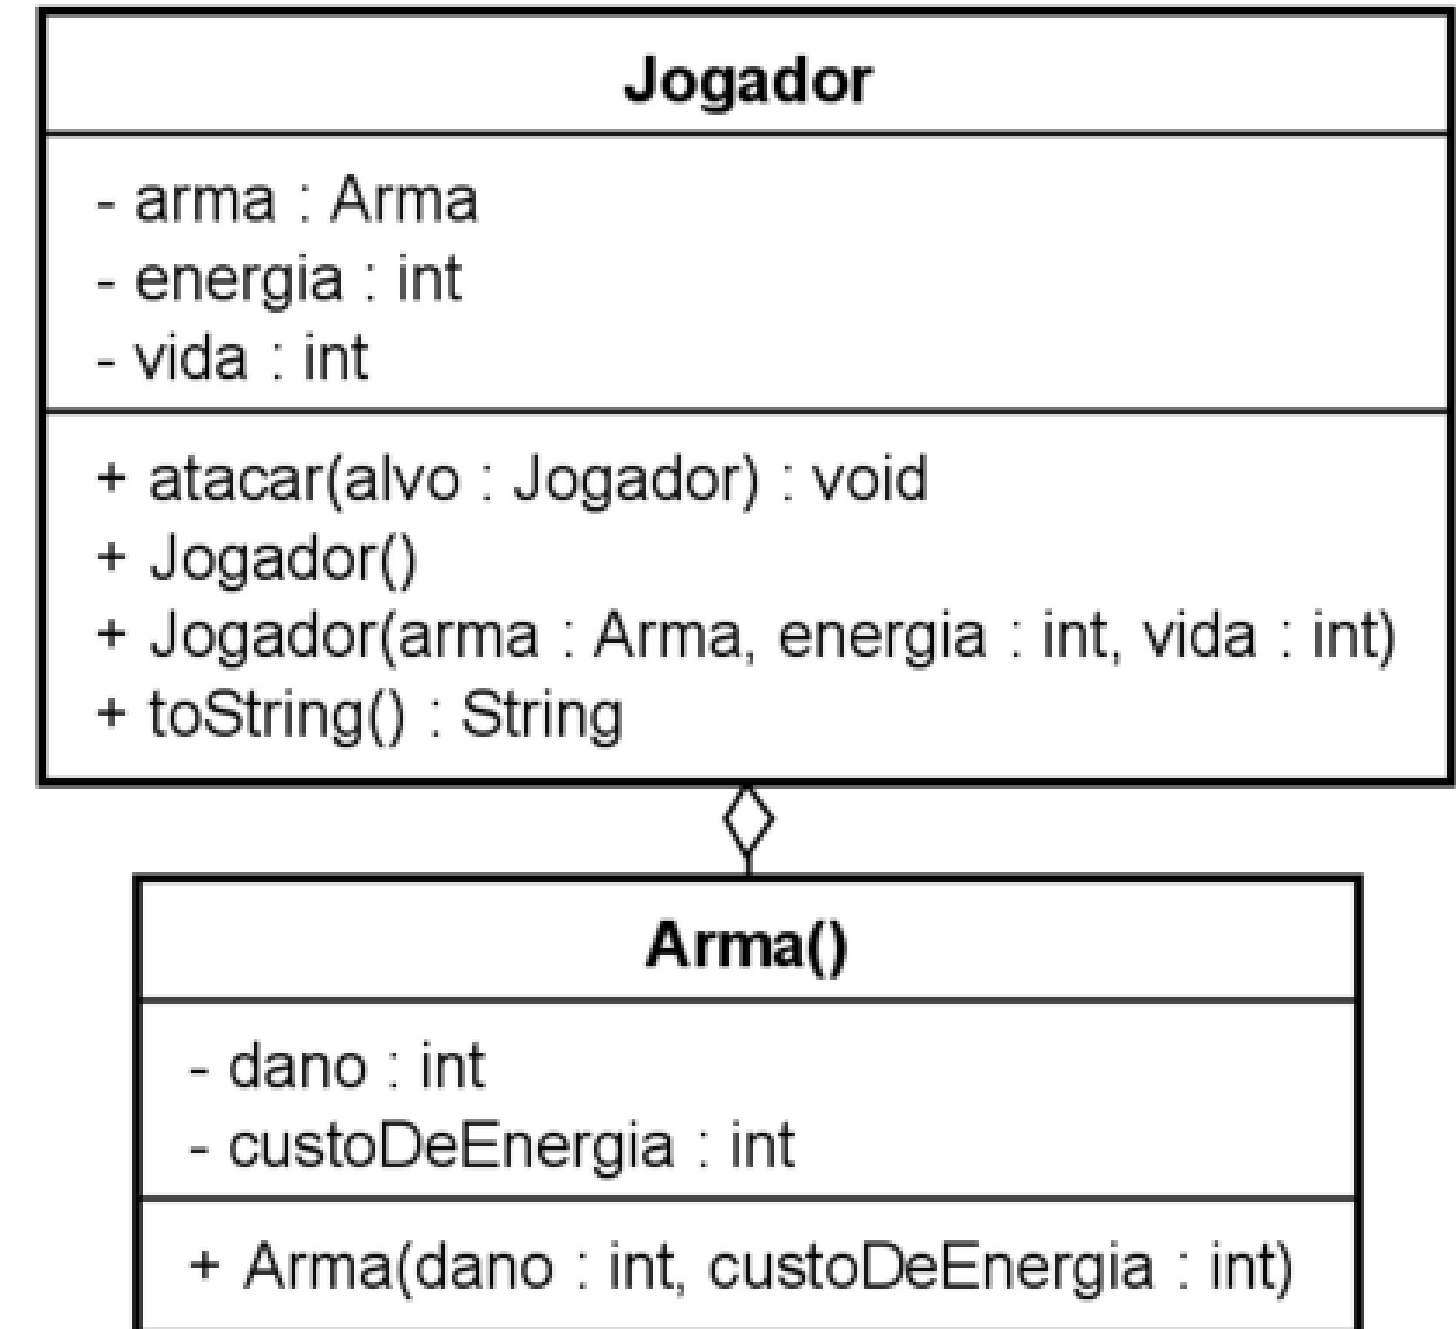 Jogador
- arma : Arma
- energia : int
- vida : int
+ atacar(alvo : Jogador) : void
+ Jogador()
+ Jogador(arma : Arma, energia : int, vida : int)
+ toString() : String
Arma()
- dano : int
- custoDeEnergia : int
+ Arma(dano : int, custoDeEnergia : int)